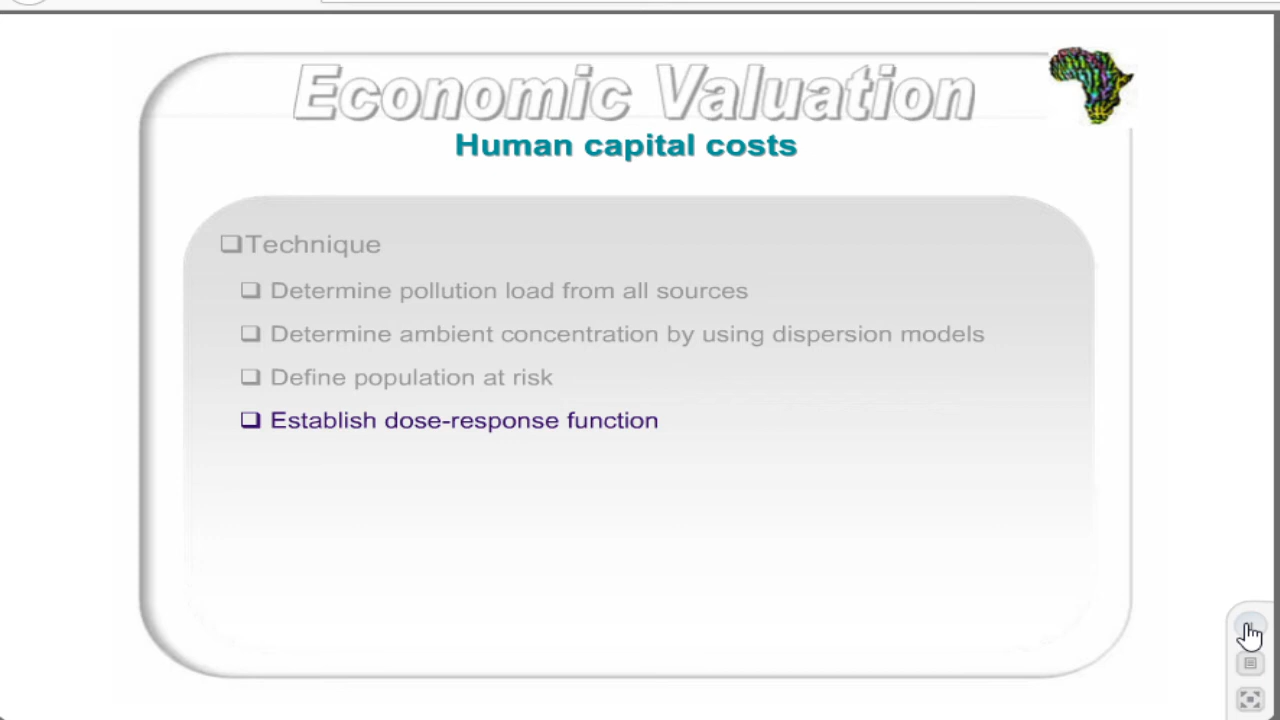 Economic Valuation
Human capital costs
❑Technique
❑ Determine pollution load from all sources
❑ Determine ambient concentration by using dispersion models
❑ Define population at risk
❑ Establish dose-response function